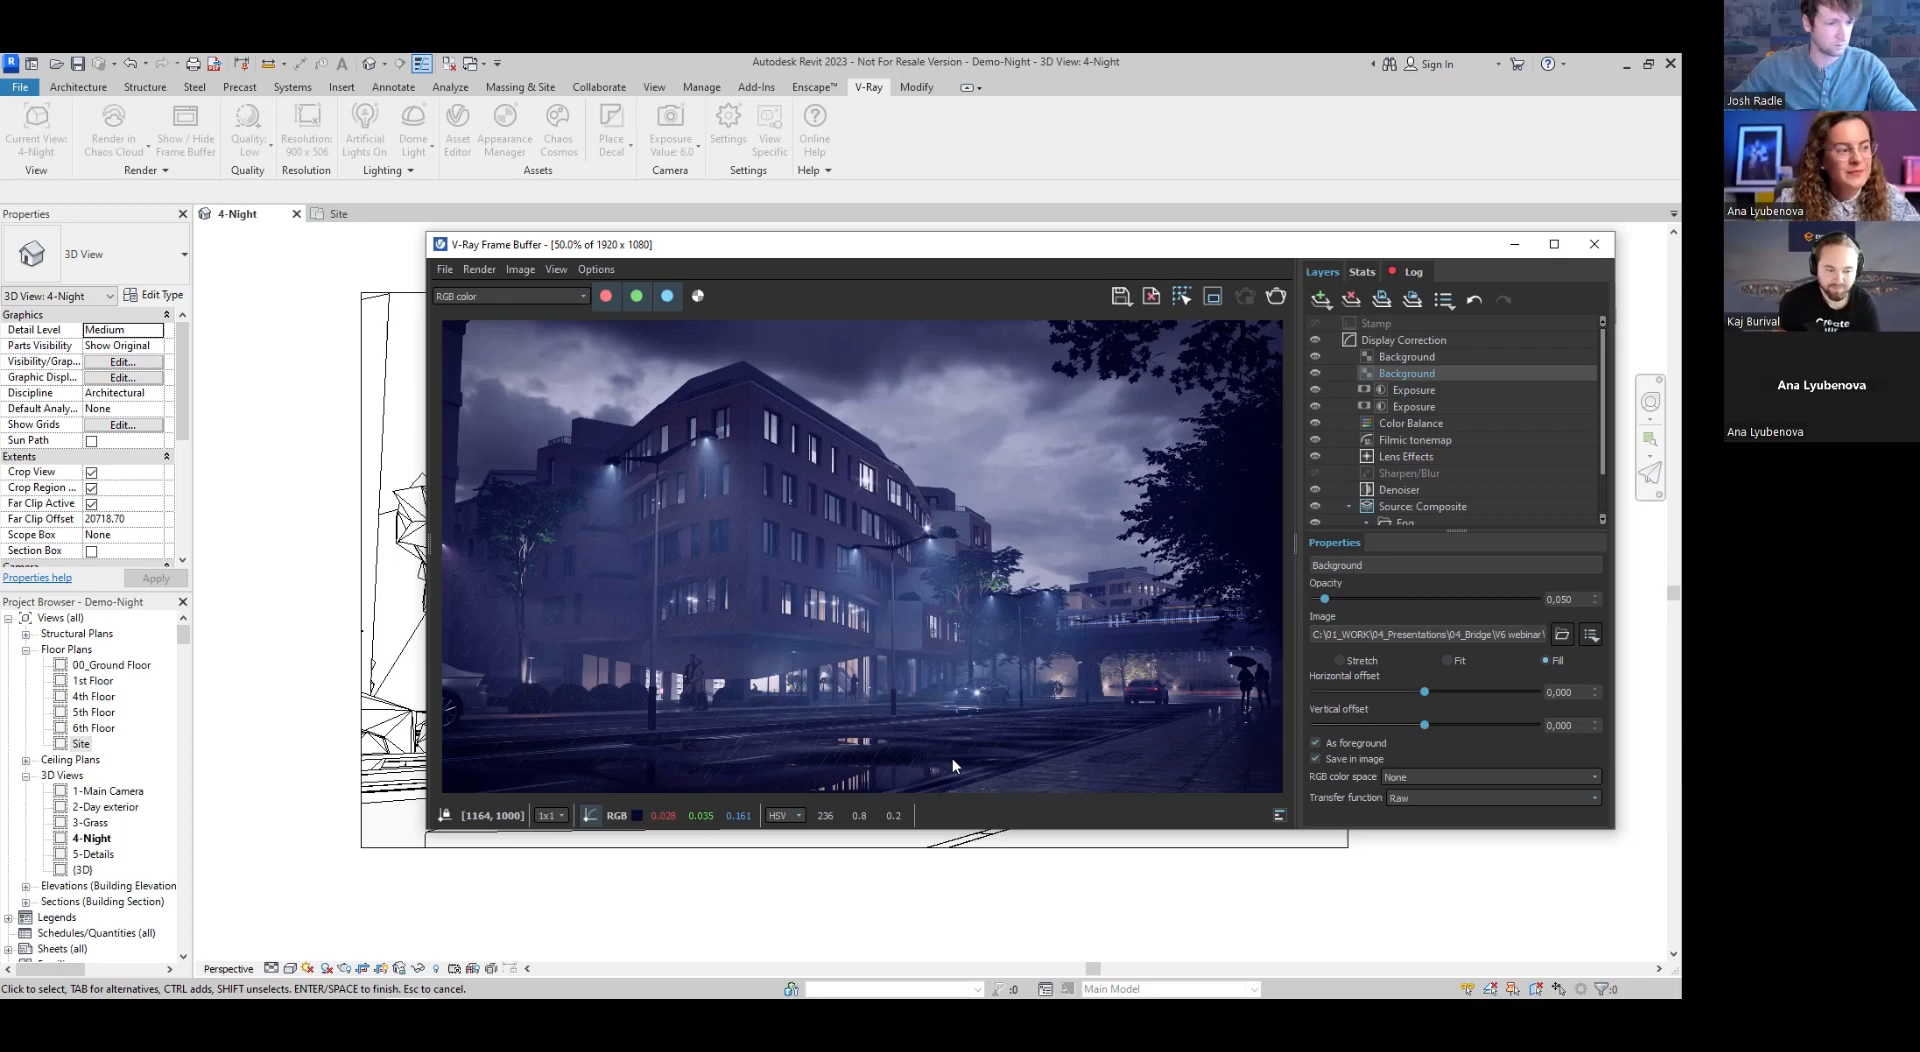 Autodesk Revit 2023 - Not For Resale Version - Demo-Night - 3D View: 4-Night
Sign In
File Architecture Structure Steel Precast Systems Insert Annotate Analyze Massing & Site Collaborate View Manage Add-Ins Enscape™ V-Ray Modify
Current View: 4-Night
Render in Chaos Cloud
Show / Hide Frame Buffer
Quality: Low
Resolution: 900 x 506
Artificial Lights On
Dome Light
Asset Editor
Appearance Manager
Chaos Cosmos
Place Decal
Exposure Value: 6.0
Settings
View Specific
Online Help
View Render Quality Resolution Lighting Assets Camera Settings Help
Properties
3D View
3D View: 4-Night
Edit Type
Graphics
Detail Level Medium
Parts Visibility Show Original
Visibility/Grap... Edit...
Graphic Displ... Edit...
Discipline Architectural
Default Analy... None
Show Grids Edit...
Sun Path
Extents
Crop View
Crop Region ...
Far Clip Active
Far Clip Offset 20718.70
Scope Box None
Section Box
Camera
Properties help
Apply
Project Browser - Demo-Night
Views (all)
Structural Plans
Floor Plans
00_Ground Floor
1st Floor
4th Floor
5th Floor
6th Floor
Site
Ceiling Plans
3D Views
1-Main Camera
2-Day exterior
3-Grass
4-Night
5-Details
{3D}
Elevations (Building Elevation
Sections (Building Section)
Legends
Schedules/Quantities (all)
Sheets (all)
4-Night
Site
V-Ray Frame Buffer - [50.0% of 1920 x 1080]
File Render Image View Options
RGB color
[1164, 1000] 1x1 RGB 0.028 0.035 0.161 HSV 236 0.8 0.2
Layers Stats Log
Stamp
Display Correction
Background
Background
Exposure
Exposure
Color Balance
Filmic tonemap
Lens Effects
Sharpen/Blur
Denoiser
Source: Composite
Fog
Properties
Background
Opacity
0,050
Image
C:\01_WORK\04_Presentations\04_Bridge\V6 webinar\
Stretch Fit Fill
Horizontal offset
0,000
Vertical offset
0,000
As foreground
Save in image
RGB color space None
Transfer function Raw
Perspective
Click to select, TAB for alternatives, CTRL adds, SHIFT unselects. ENTER/SPACE to finish. Esc to cancel.
:0
Main Model
:0
Josh Radle
Ana Lyubenova
Create
Kaj Burival
Ana Lyubenova
Ana Lyubenova